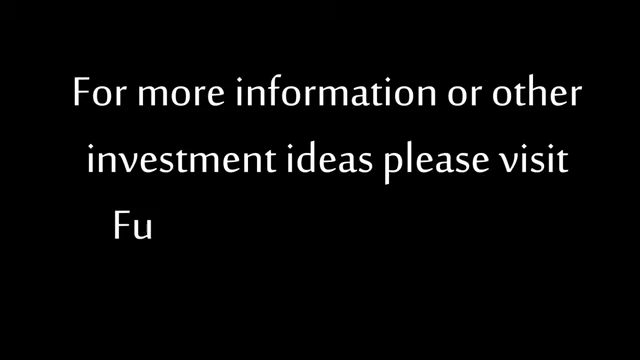 For more information or other
investment ideas please visit
Fu